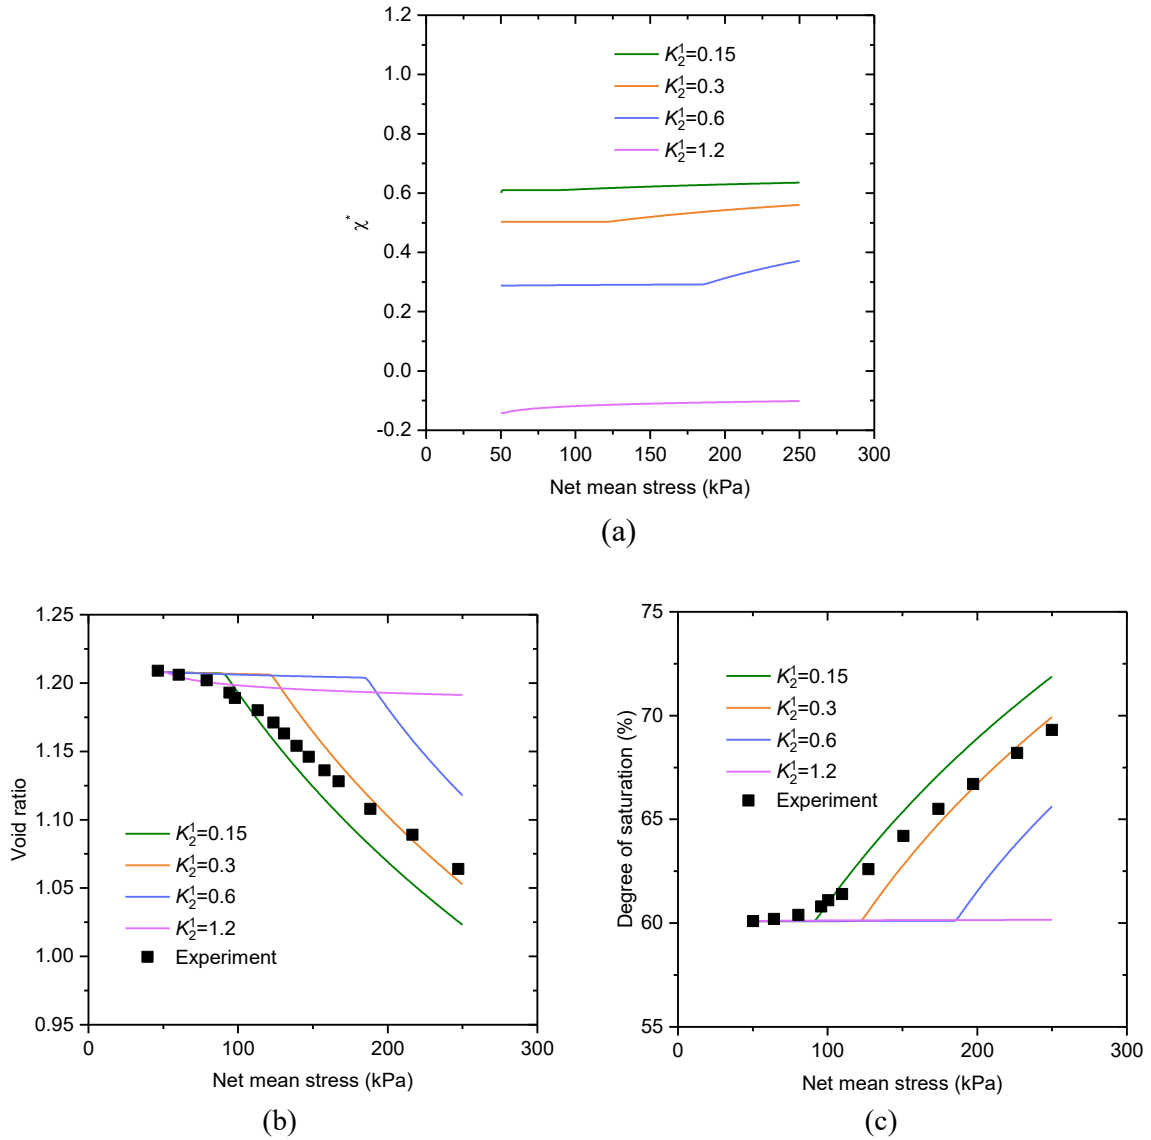 1.2
1.0
0.8
0.6
0.4
0.2
0.0
-0.2
χ*
K₂¹=0.15
K₂¹=0.3
K₂¹=0.6
K₂¹=1.2
0 50 100 150 200 250 300
Net mean stress (kPa)
(a)
1.25
1.20
1.15
1.10
1.05
1.00
0.95
Void ratio
K₂¹=0.15
K₂¹=0.3
K₂¹=0.6
K₂¹=1.2
Experiment
0 100 200 300
Net mean stress (kPa)
(b)
75
70
65
60
55
Degree of saturation (%)
K₂¹=0.15
K₂¹=0.3
K₂¹=0.6
K₂¹=1.2
Experiment
0 100 200 300
Net mean stress (kPa)
(c)